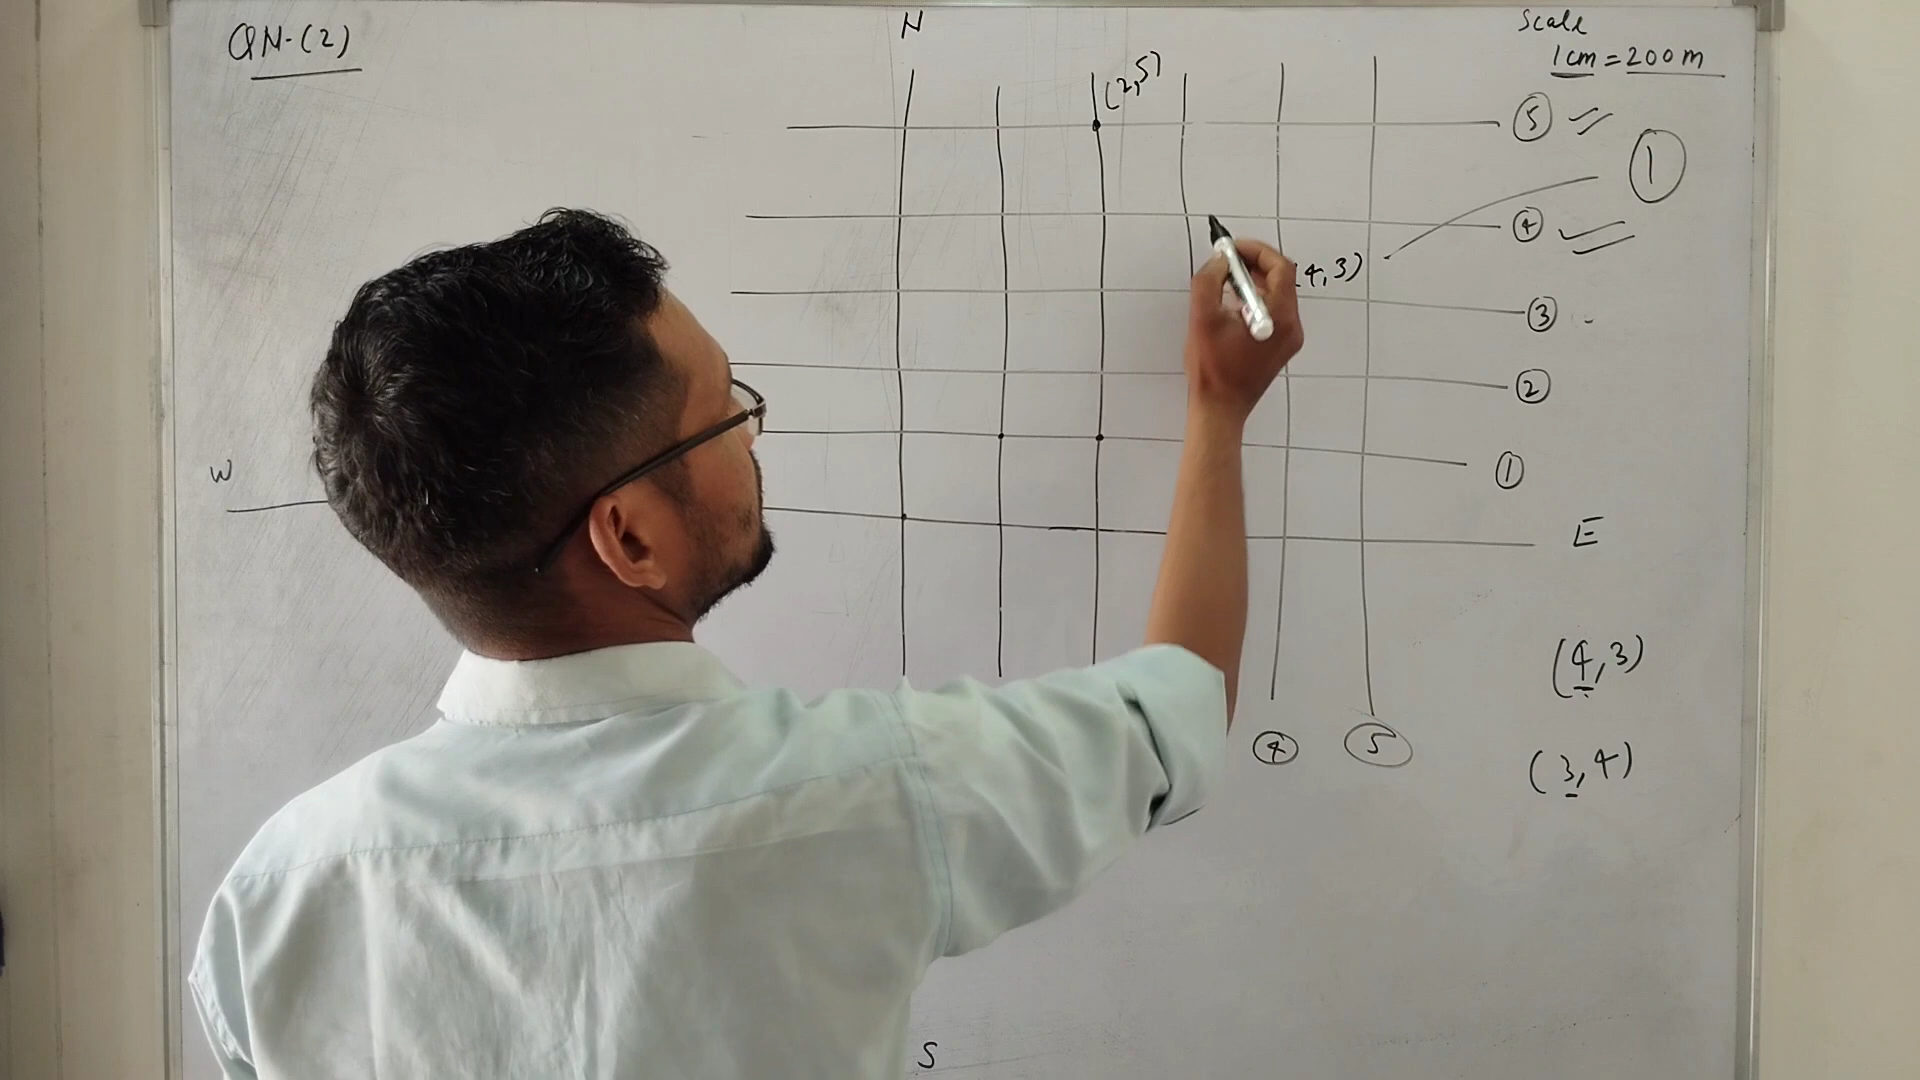 QN-(2)
N
Scale
1cm = 200 m
(2,5)
5
1
4
(4,3)
3
2
W
1
E
(4,3)
4
5
(3,4)
S